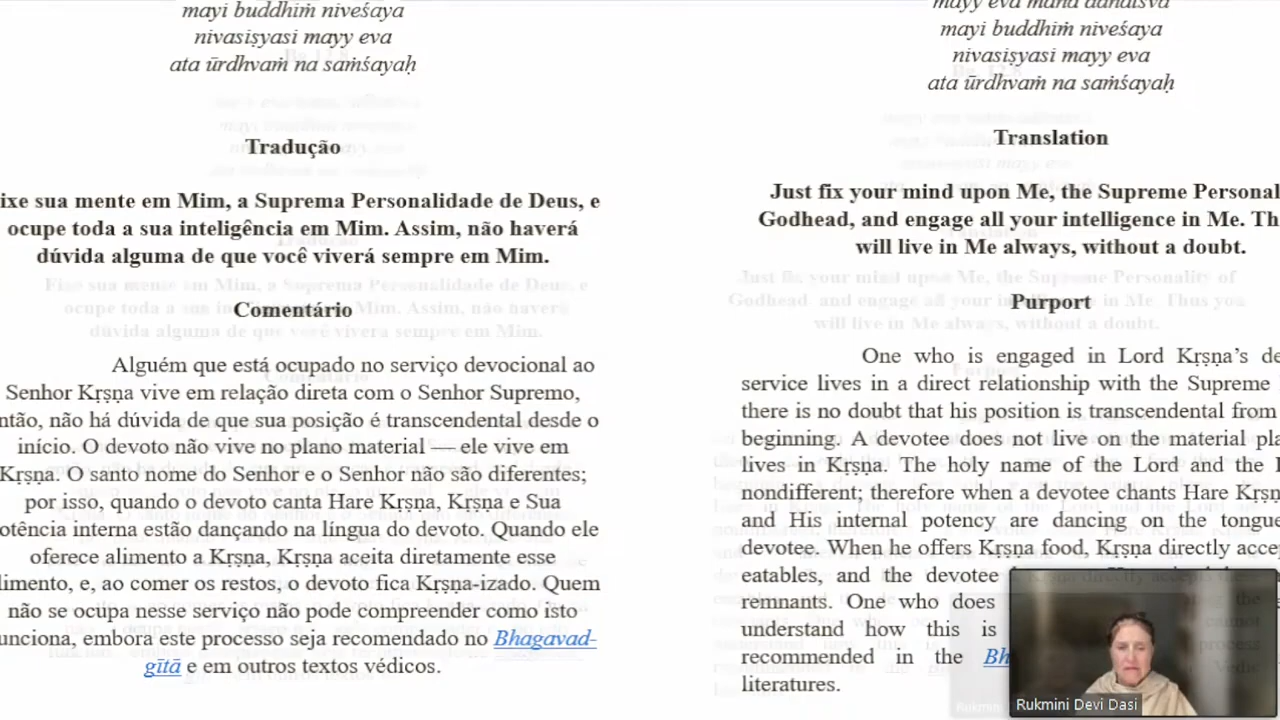 mayi buddhiṁ niveśaya
nivasiṣyasi mayy eva
ata ūrdhvaṁ na saṁśayaḥ
Tradução
ixe sua mente em Mim, a Suprema Personalidade de Deus, e
ocupe toda a sua inteligência em Mim. Assim, não haverá
dúvida alguma de que você viverá sempre em Mim.
Comentário
Alguém que está ocupado no serviço devocional ao
Senhor Kṛṣṇa vive em relação direta com o Senhor Supremo,
ntão, não há dúvida de que sua posição é transcendental desde o
início. O devoto não vive no plano material — ele vive em
Kṛṣṇa. O santo nome do Senhor e o Senhor não são diferentes;
por isso, quando o devoto canta Hare Kṛṣṇa, Kṛṣṇa e Sua
otência interna estão dançando na língua do devoto. Quando ele
oferece alimento a Kṛṣṇa, Kṛṣṇa aceita diretamente esse
limento, e, ao comer os restos, o devoto fica Kṛṣṇa-izado. Quem
não se ocupa nesse serviço não pode compreender como isto
unciona, embora este processo seja recomendado no Bhagavad-
gītā e em outros textos védicos.
mayi buddhiṁ niveśaya
nivasiṣyasi mayy eva
ata ūrdhvaṁ na saṁśayaḥ
Translation
Just fix your mind upon Me, the Supreme Personal
Godhead, and engage all your intelligence in Me. Th
will live in Me always, without a doubt.
Purport
One who is engaged in Lord Kṛṣṇa's de
service lives in a direct relationship with the Supreme
there is no doubt that his position is transcendental from
beginning. A devotee does not live on the material pla
lives in Kṛṣṇa. The holy name of the Lord and the
nondifferent; therefore when a devotee chants Hare Kṛṣṇ
and His internal potency are dancing on the tongue
devotee. When he offers Kṛṣṇa food, Kṛṣṇa directly acce
eatables, and the devotee
remnants. One who does
understand how this is
recommended in the Bh
literatures.
Rukmini Devi Dasi